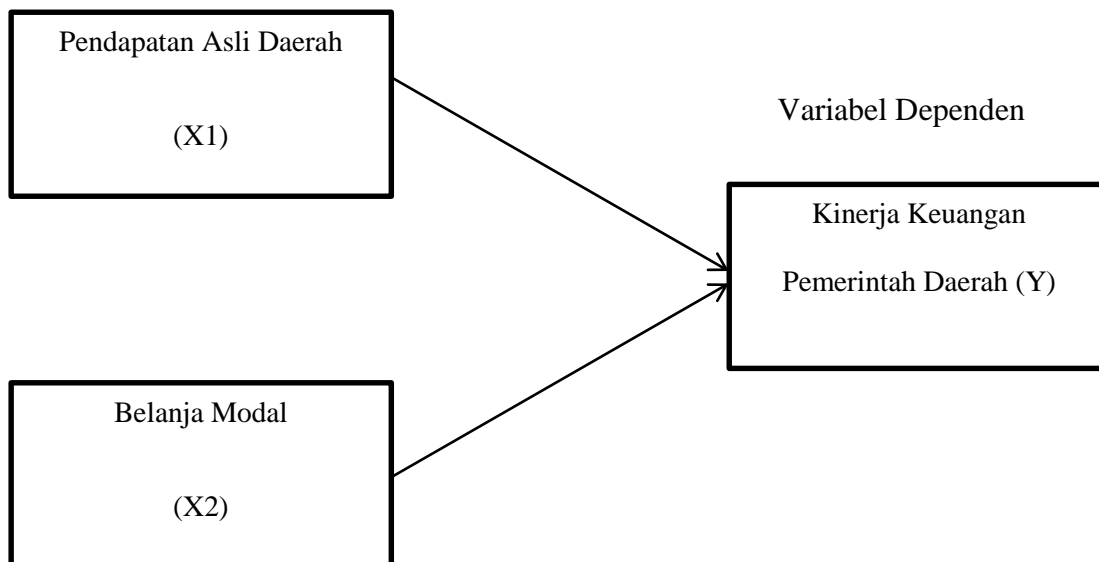 Pendapatan Asli Daerah
(X1)
Variabel Dependen
Kinerja Keuangan
Pemerintah Daerah (Y)
Belanja Modal
(X2)